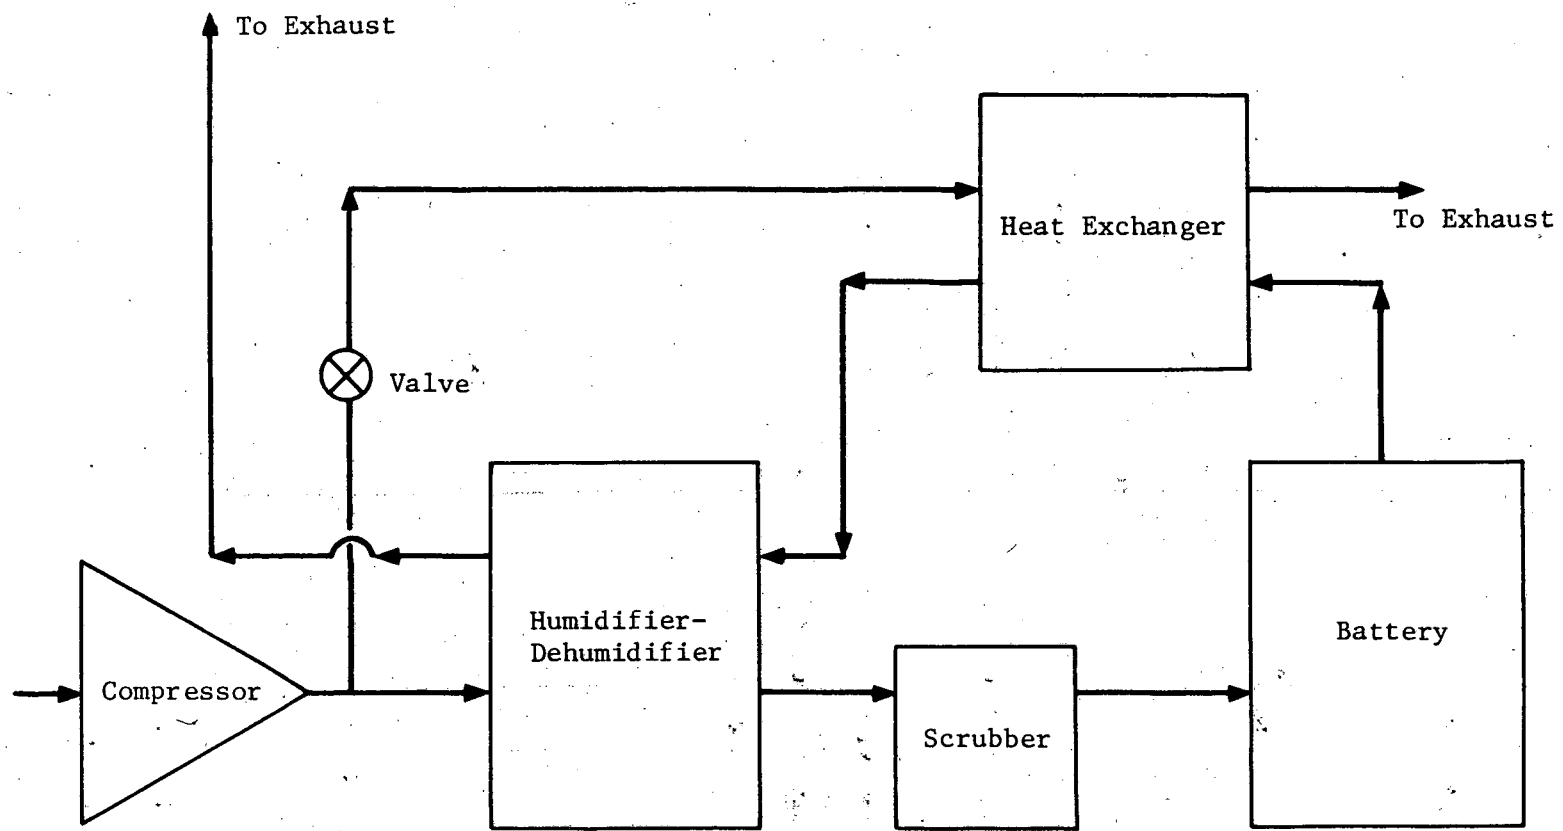 To Exhaust
Heat Exchanger
To Exhaust
Valve
Humidifier-
Dehumidifier
Battery
Compressor
Scrubber